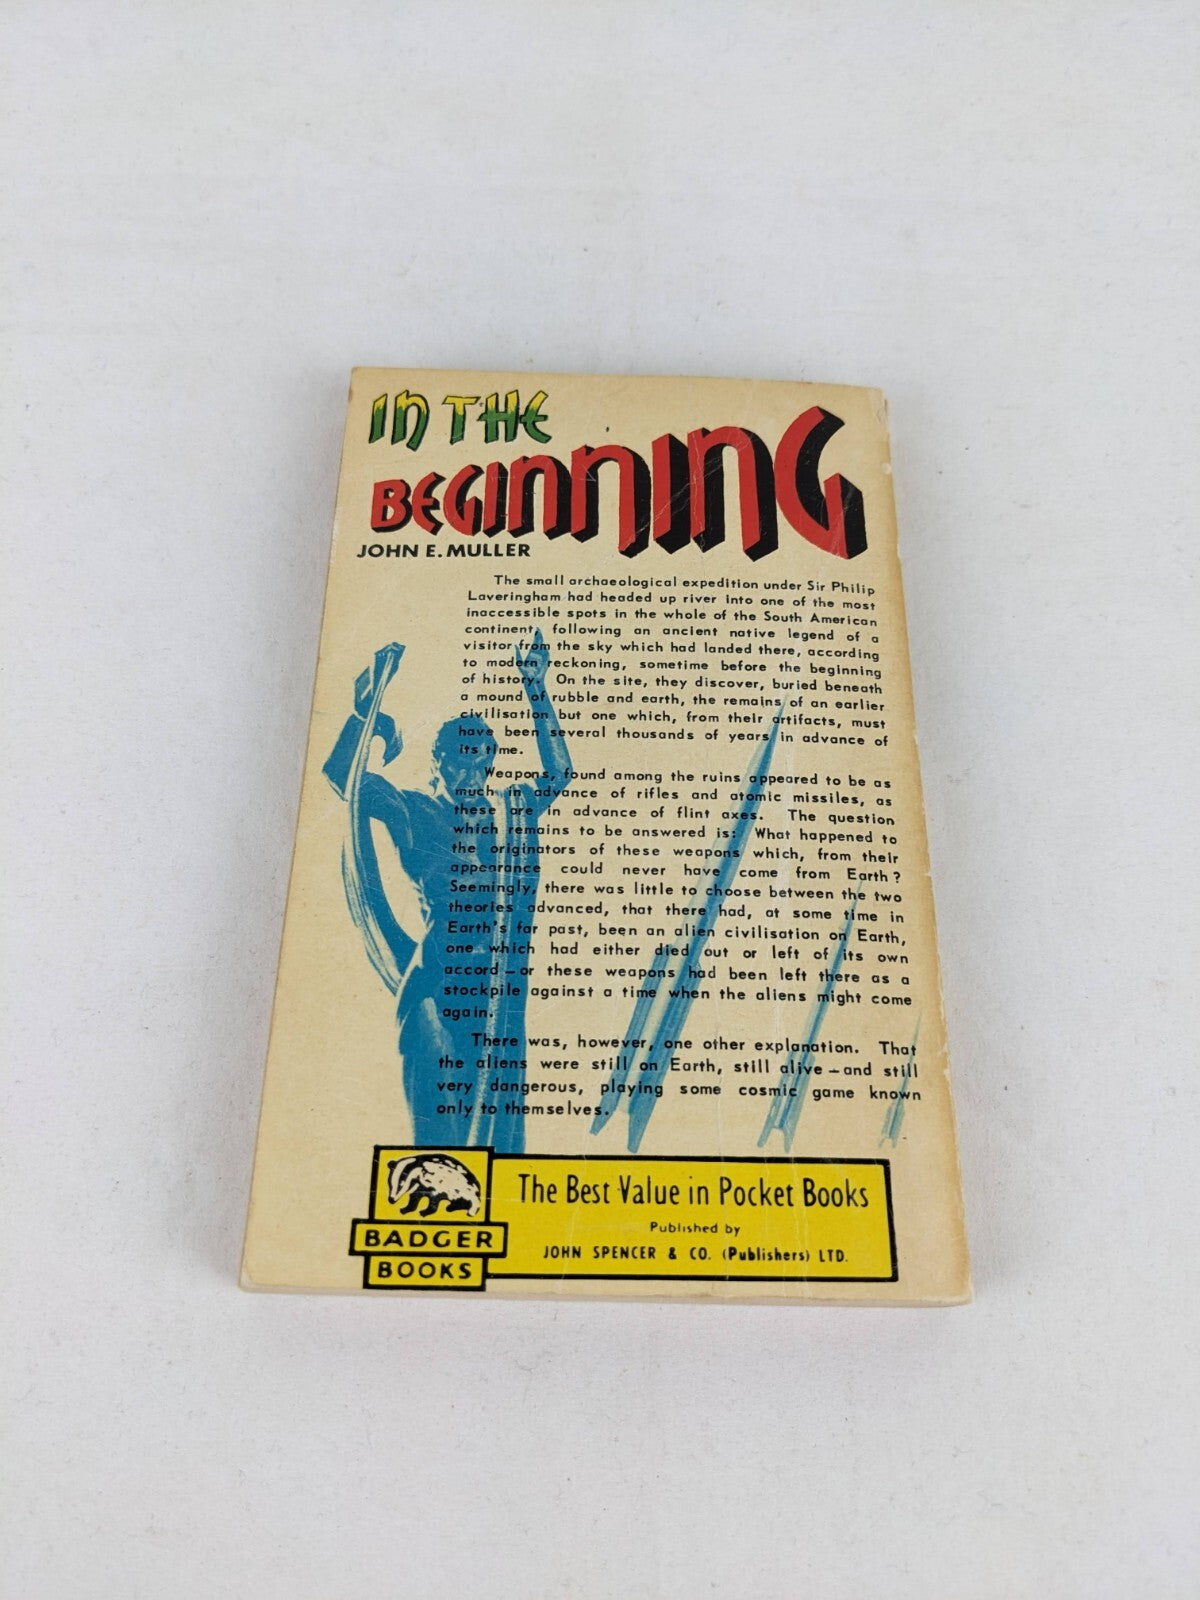 IN THE
BEGINNING
JOHN E. MULLER
The small archaeological expedition under Sir Philip
Laveringham had headed up river into one of the most
inaccessible spots in the whole of the South American
continent, following an ancient native legend of a
visitor from the sky which had landed there, according
to modern reckoning, sometime before the beginning
of history. On the site, they discover, buried beneath
a mound of rubble and earth, the remains of an earlier
civilisation but one which, from their artifacts, must
have been several thousands of years in advance of
its time.
Weapons, found among the ruins appeared to be as
much in advance of rifles and atomic missiles, as
these are in advance of flint axes. The question
which remains to be answered is: What happened to
the originators of these weapons which, from their
appearance could never have come from Earth?
Seemingly, there was little to choose between the two
theories advanced, that there had, at some time in
Earth's far past, been an alien civilisation on Earth,
one which had either died out or left of its own
accord — or these weapons had been left there as a
stockpile against a time when the aliens might come
again.
There was, however, one other explanation. That
the aliens were still on Earth, still alive — and still
very dangerous, playing some cosmic game known
only to themselves.
BADGER
BOOKS
The Best Value in Pocket Books
Published by
JOHN SPENCER & CO. (Publishers) LTD.